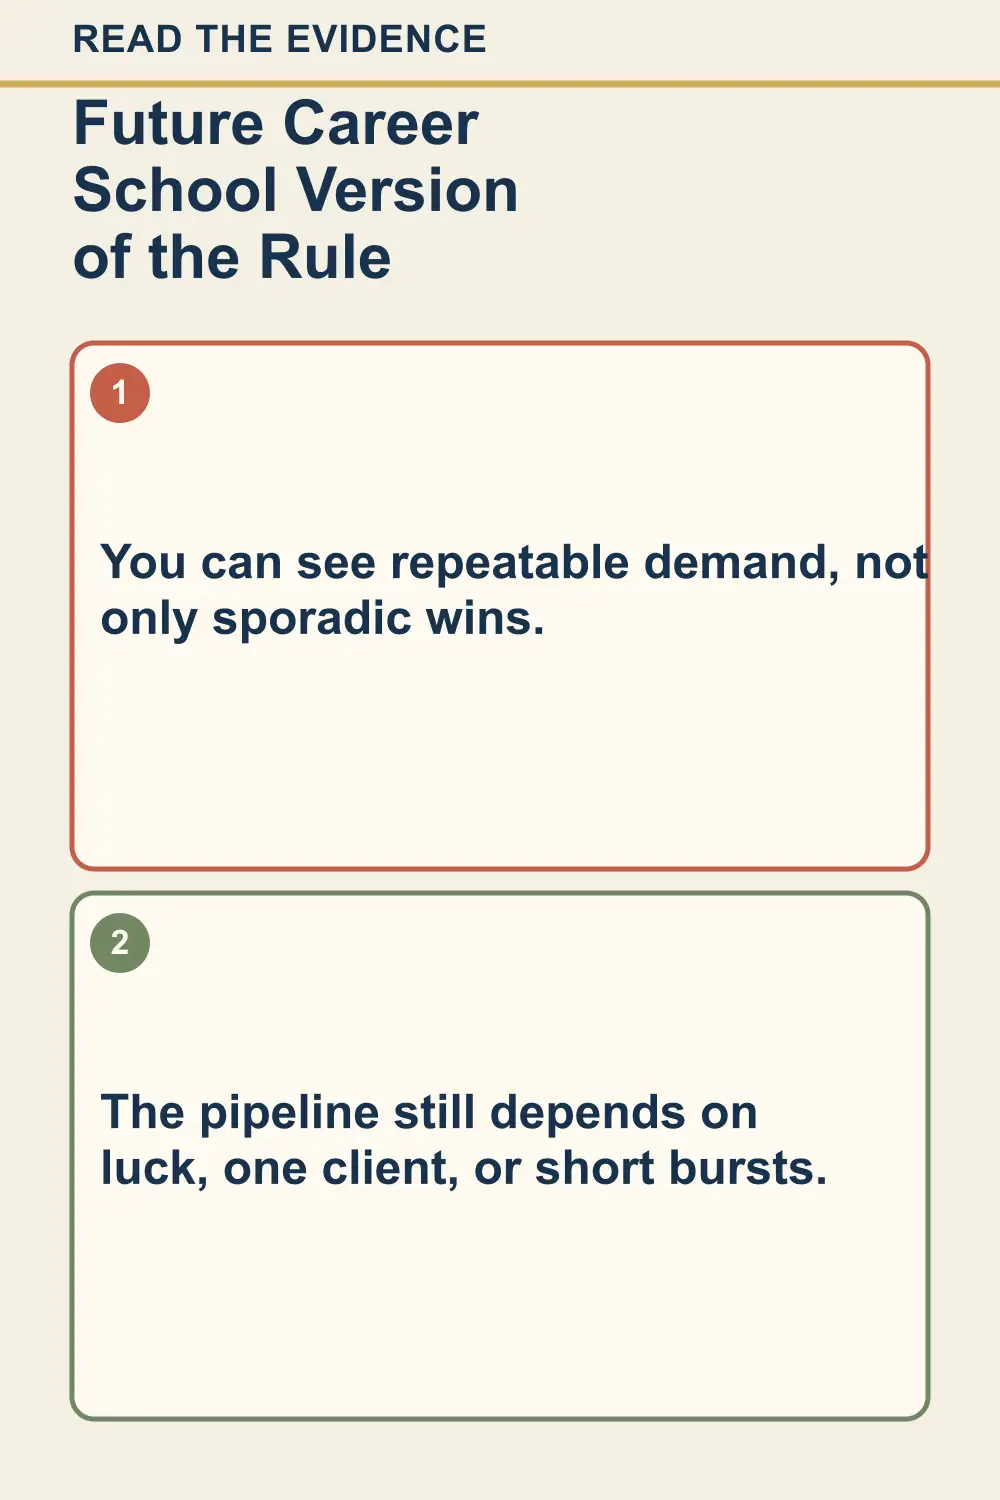 READ THE EVIDENCE
Future Career
School Version
of the Rule
1
You can see repeatable demand, not
only sporadic wins.
2
The pipeline still depends on
luck, one client, or short bursts.